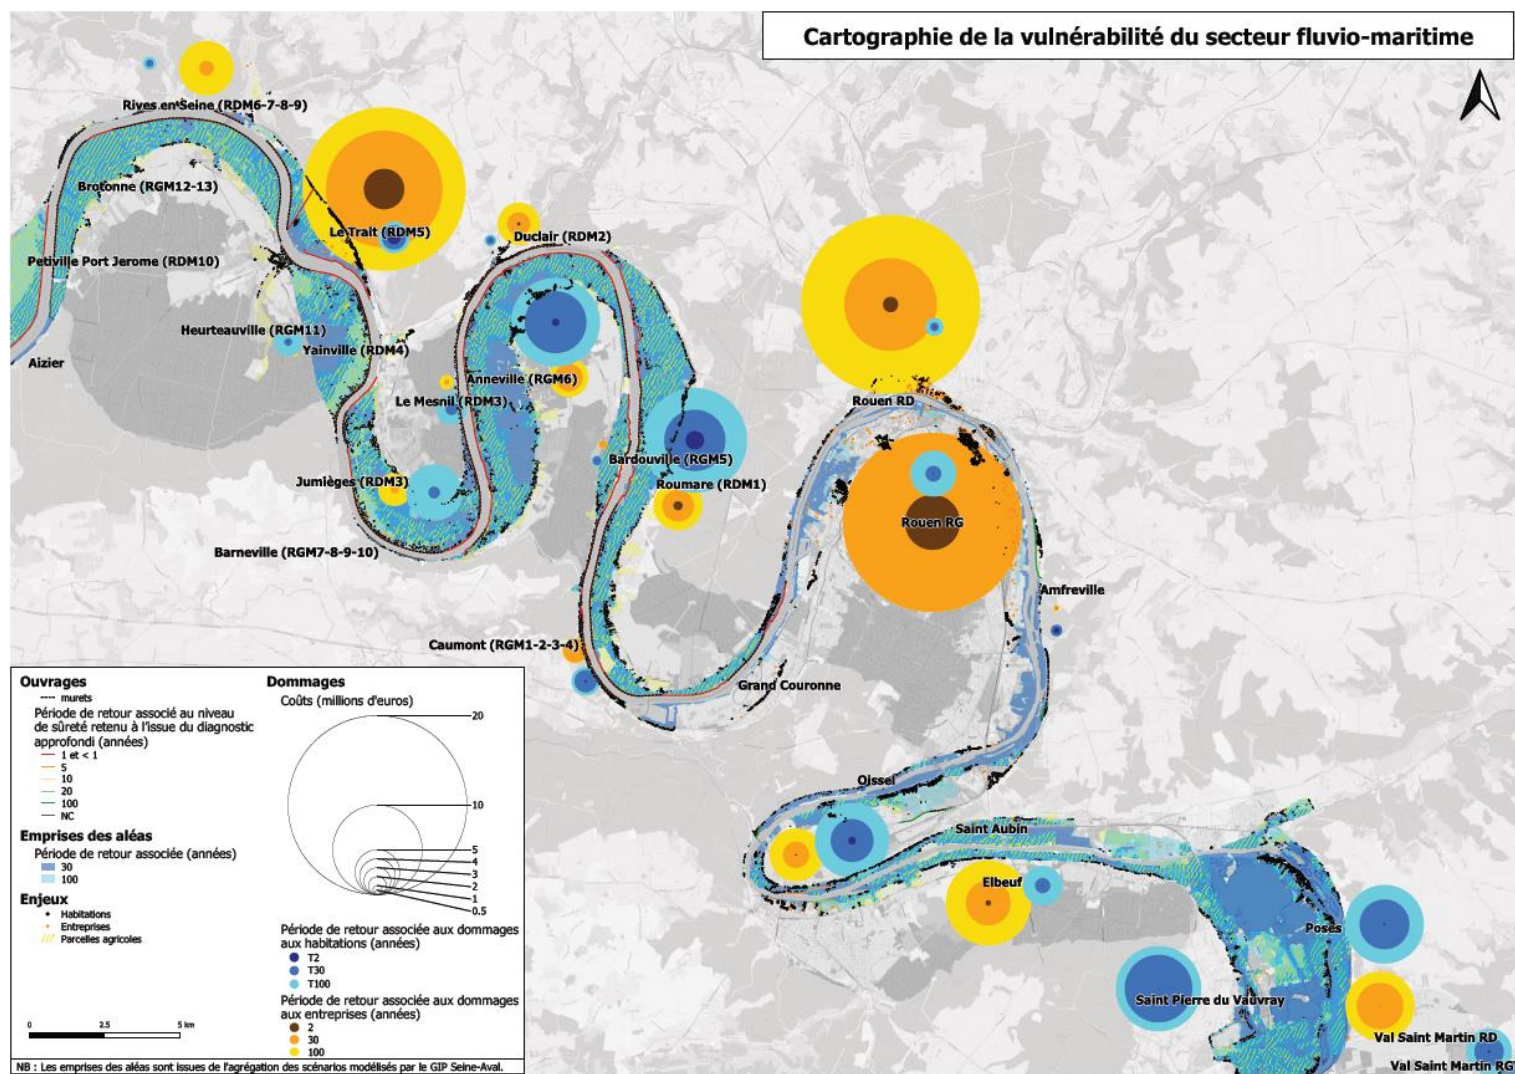 Cartographie de la vulnérabilité du secteur fluvio-maritime
Rives en Seine (RDM6-7-8-9)
Brotonne (RGM12-13)
Le Trait (RDM5)
Duclair (RDM2)
Petiville Port Jerome (RDM10)
Heurteauville (RGM11)
Yainville (RDM4)
Aizier
Anneville (RGM6)
Le Mesnil (RDM3)
Rouen RD
Bardouville (RGM5)
Roumare (RDM1)
Jumièges (RDM3)
Rouen RG
Barneville (RGM7-8-9-10)
Amfreville
Caumont (RGM1-2-3-4)
Grand Couronne
Oissel
Saint Aubin
Elbeuf
Poses
Saint Pierre du Vauvray
Val Saint Martin RD
Val Saint Martin RG
Ouvrages
murets
Période de retour associé au niveau
de sûreté retenu à l'issue du diagnostic
approfondi (années)
1 et < 1
5
10
20
100
NC
Emprises des aléas
Période de retour associée (années)
30
100
Enjeux
Habitations
Entreprises
Parcelles agricoles
0 2.5 5 km
Dommages
Coûts (millions d'euros)
20
10
5
4
3
2
1
0.5
Période de retour associée aux dommages
aux habitations (années)
T2
T30
T100
Période de retour associée aux dommages
aux entreprises (années)
2
30
100
NB : Les emprises des aléas sont issues de l'agrégation des scénarios modélisés par le GIP Seine-Aval.